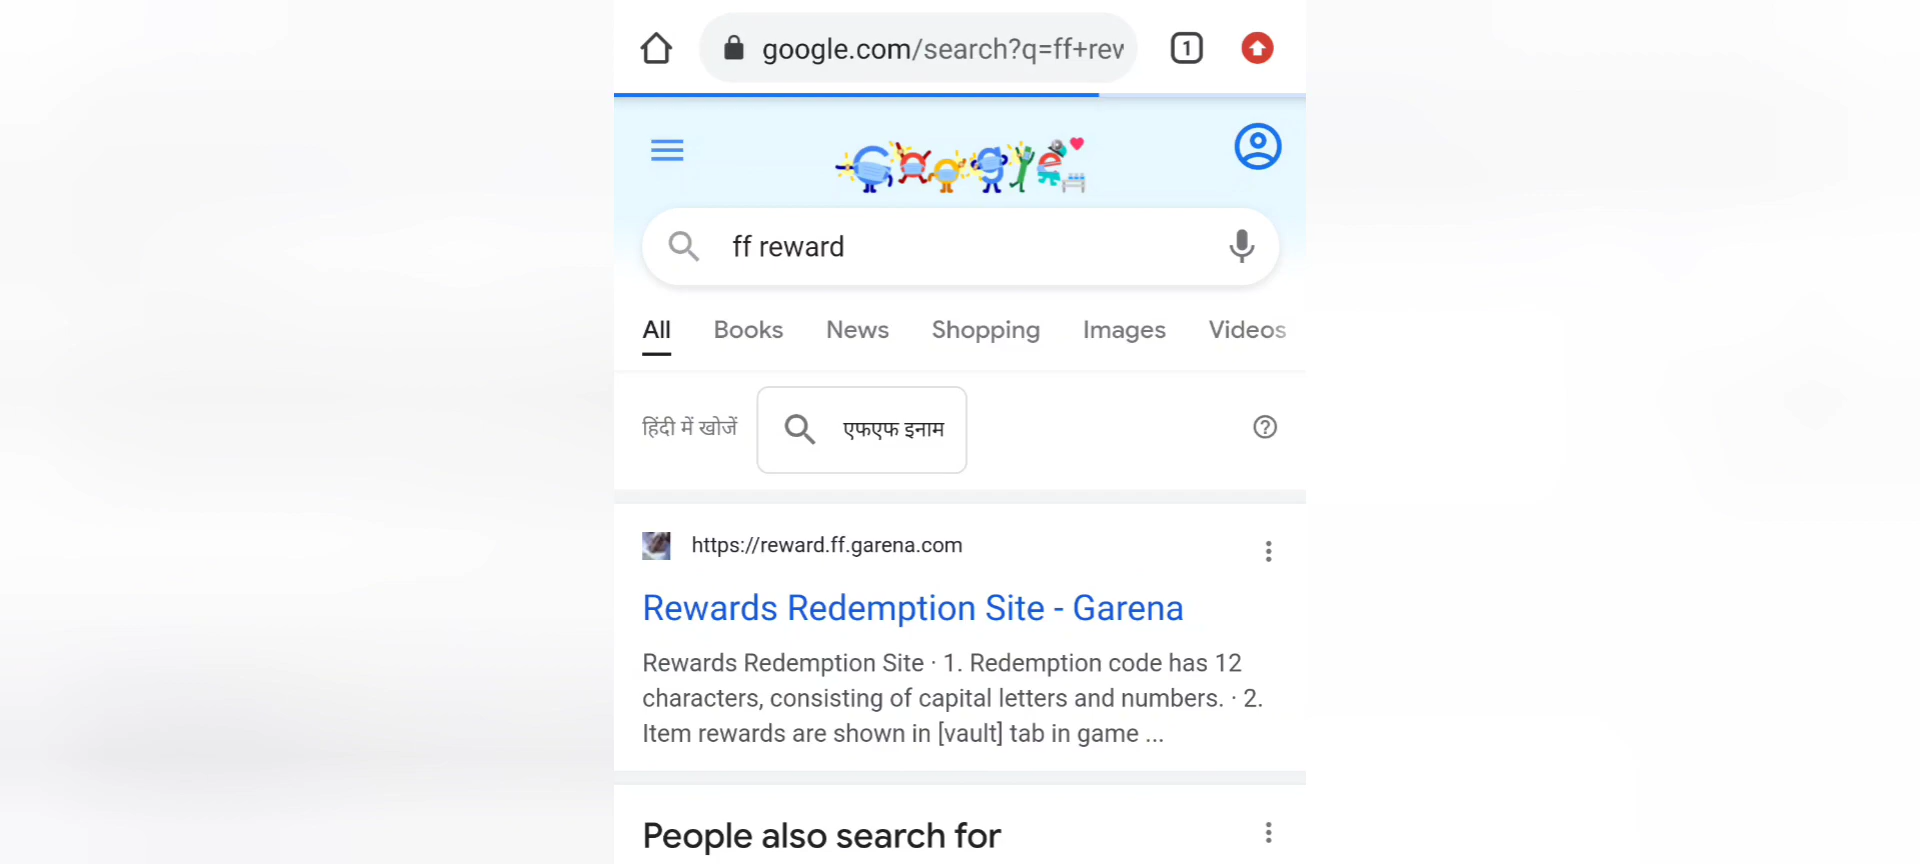 google.com/search?q=ff+rev
1
Google
ff reward
All Books News Shopping Images Videos
हिंदी में खोजें एफएफ इनाम
https://reward.ff.garena.com
Rewards Redemption Site - Garena
Rewards Redemption Site · 1. Redemption code has 12
characters, consisting of capital letters and numbers. · 2.
Item rewards are shown in [vault] tab in game ...
People also search for